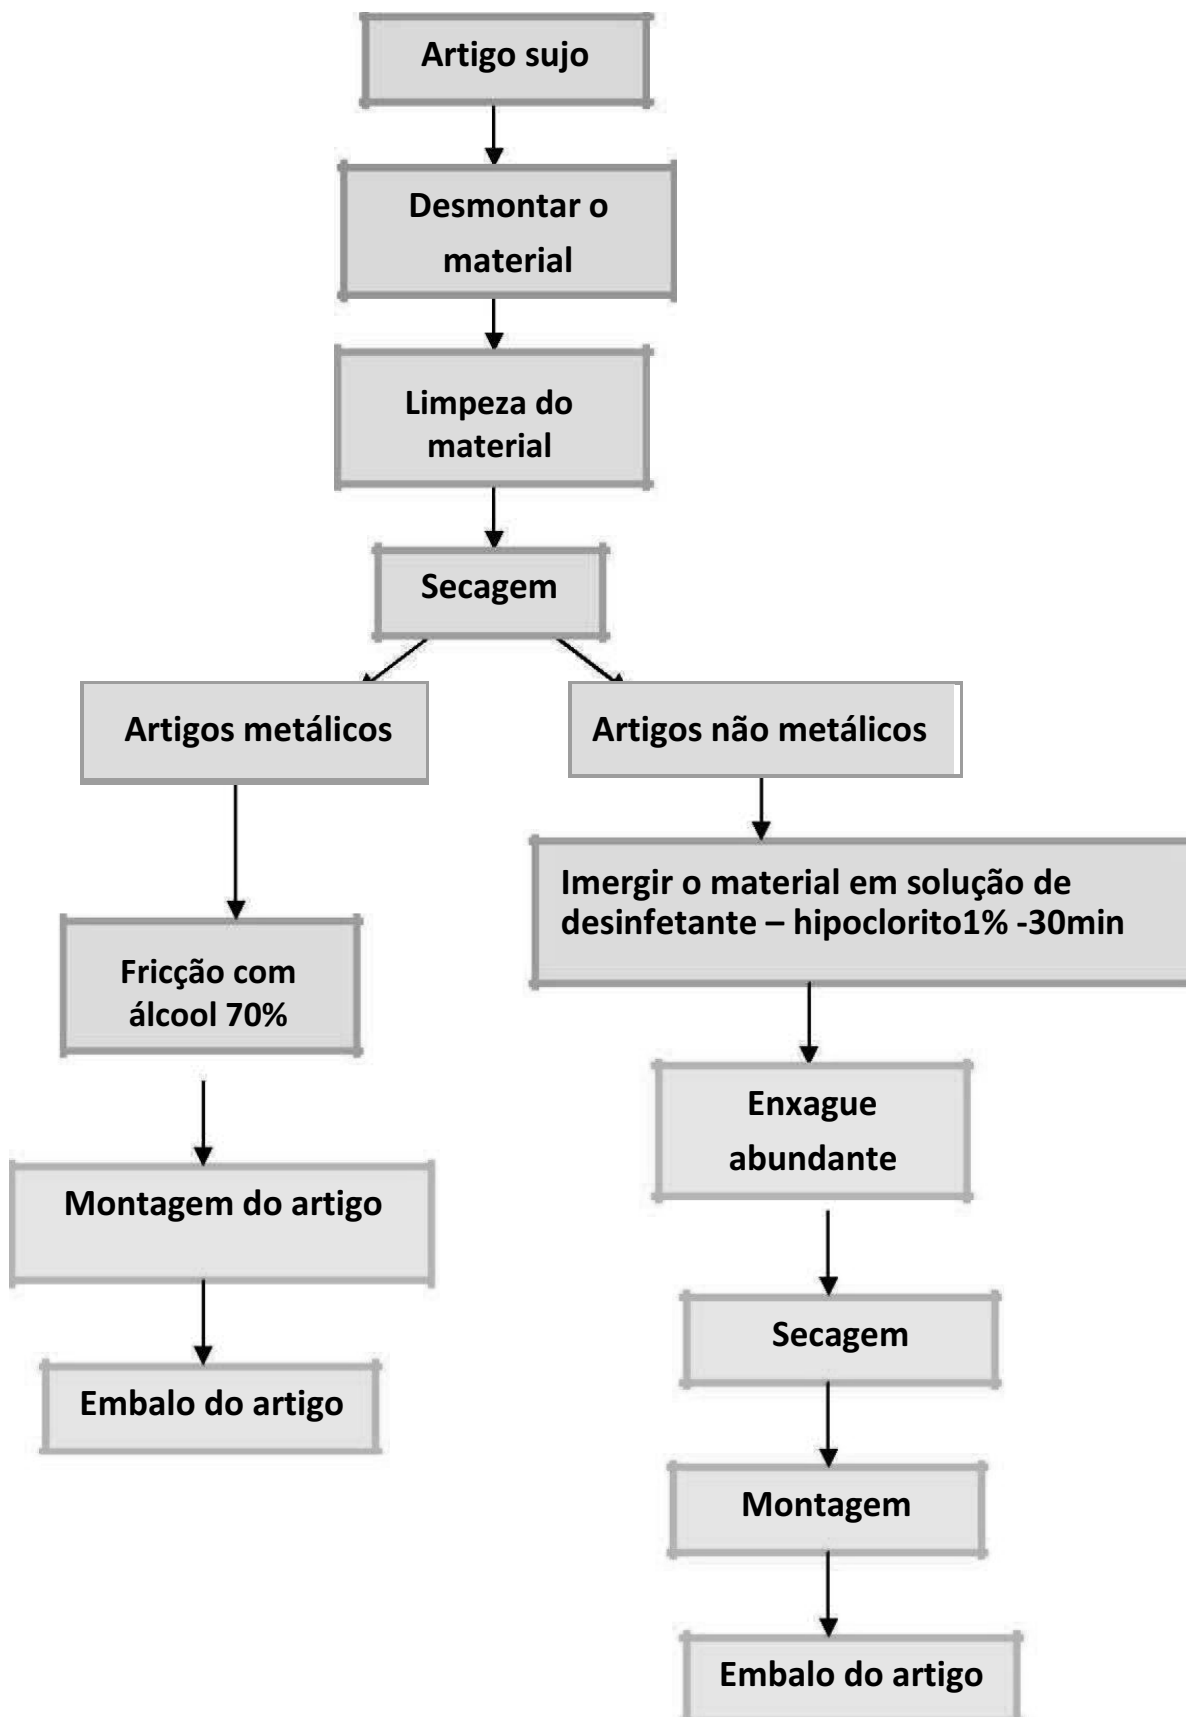 Artigo sujo
Desmontar o
material
Limpeza do
material
Secagem
Artigos metálicos
Artigos não metálicos
Imergir o material em solução de
desinfetante – hipoclorito1% -30min
Fricção com
álcool 70%
Enxague
abundante
Montagem do artigo
Secagem
Embalo do artigo
Montagem
Embalo do artigo